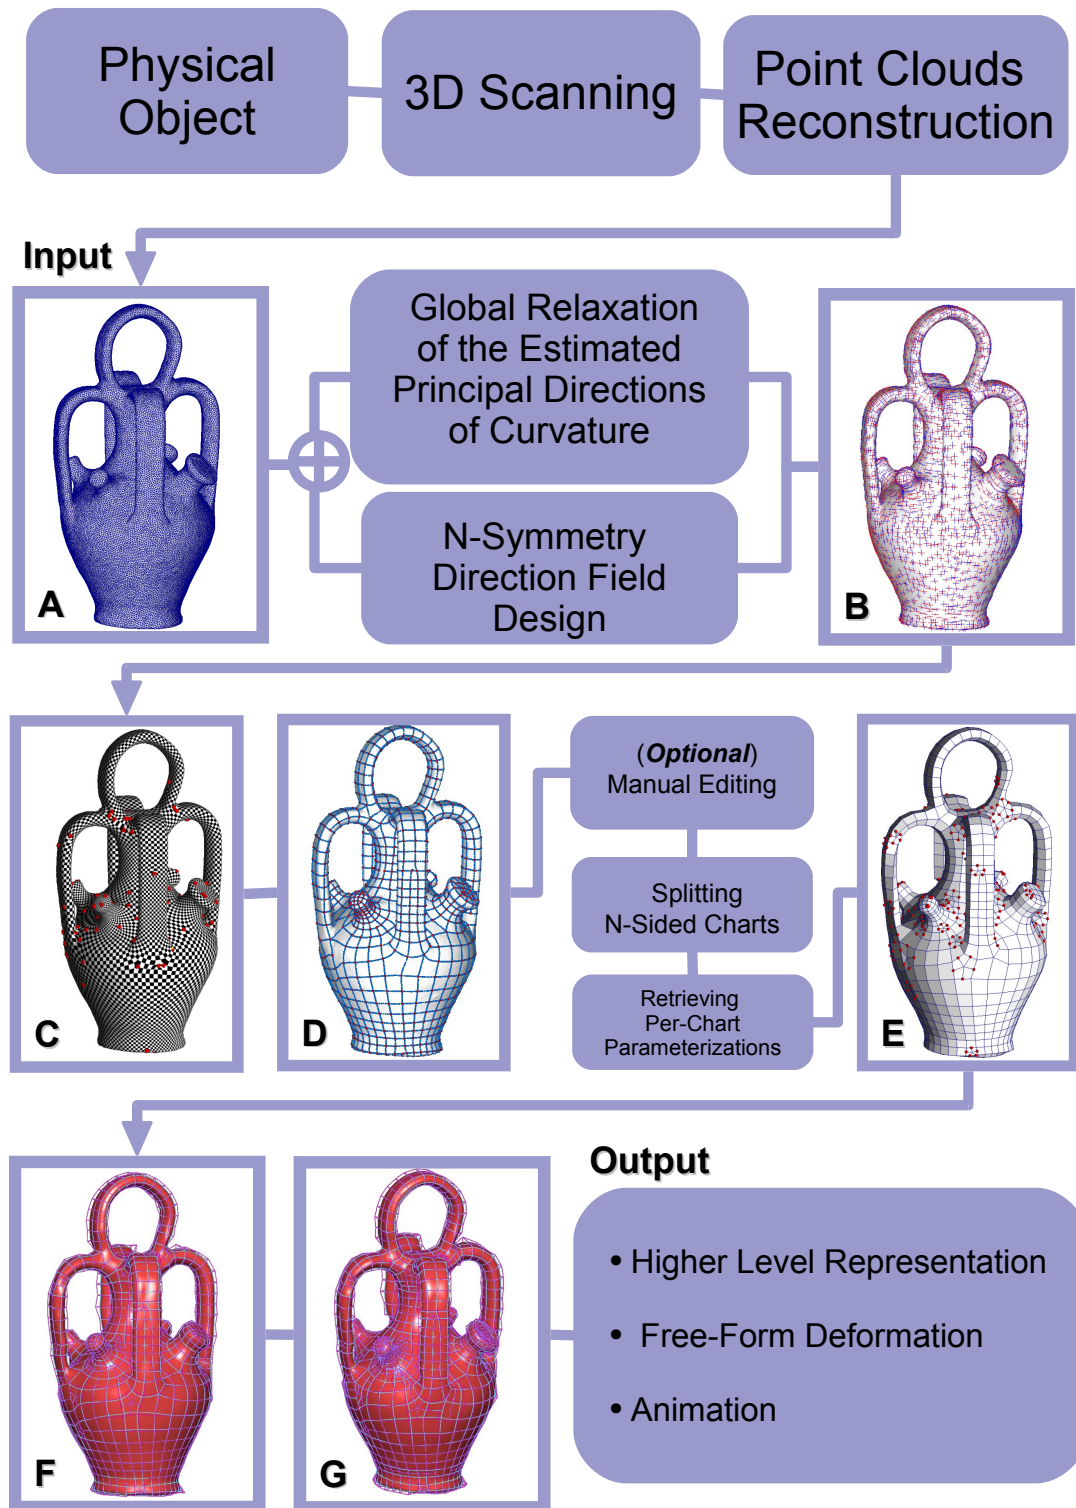 Physical
Object
3D Scanning
Point Clouds
Reconstruction
Input
A
Global Relaxation
of the Estimated
Principal Directions
of Curvature
N-Symmetry
Direction Field
Design
B
C
D
(Optional)
Manual Editing
Splitting
N-Sided Charts
Retrieving
Per-Chart
Parameterizations
E
F
G
Output
• Higher Level Representation
• Free-Form Deformation
• Animation